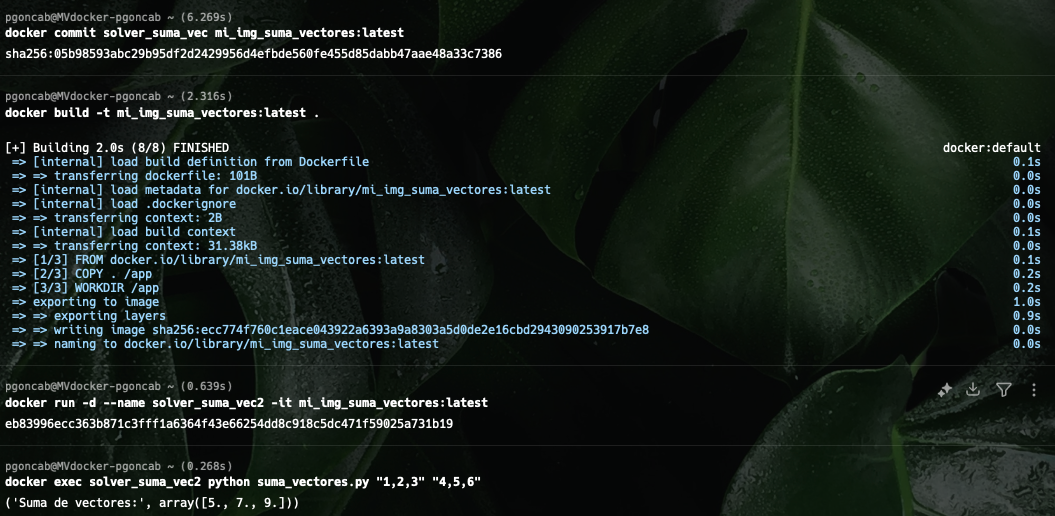 pgoncab@MVdocker-pgoncab ~ (6.269s)
docker commit solver_suma_vec mi_img_suma_vectores:latest
sha256:05b98593abc29b95df2d2429956d4efbde560fe455d85dabb47aae48a33c7386
pgoncab@MVdocker-pgoncab ~ (2.316s)
docker build -t mi_img_suma_vectores:latest .
[+] Building 2.0s (8/8) FINISHED docker:default
=> [internal] load build definition from Dockerfile 0.1s
=> => transferring dockerfile: 101B 0.0s
=> [internal] load metadata for docker.io/library/mi_img_suma_vectores:latest 0.0s
=> [internal] load .dockerignore 0.0s
=> => transferring context: 2B 0.0s
=> [internal] load build context 0.1s
=> => transferring context: 31.38kB 0.0s
=> [1/3] FROM docker.io/library/mi_img_suma_vectores:latest 0.1s
=> [2/3] COPY . /app 0.2s
=> [3/3] WORKDIR /app 0.2s
=> exporting to image 1.0s
=> => exporting layers 0.9s
=> => writing image sha256:ecc774f760c1eace043922a6393a9a8303a5d0de2e16cbd2943090253917b7e8 0.0s
=> => naming to docker.io/library/mi_img_suma_vectores:latest 0.0s
pgoncab@MVdocker-pgoncab ~ (0.639s)
docker run -d --name solver_suma_vec2 -it mi_img_suma_vectores:latest
eb83996ecc363b871c3fff1a6364f43e66254dd8c918c5dc471f59025a731b19
pgoncab@MVdocker-pgoncab ~ (0.268s)
docker exec solver_suma_vec2 python suma_vectores.py "1,2,3" "4,5,6"
('Suma de vectores:', array([5., 7., 9.]))